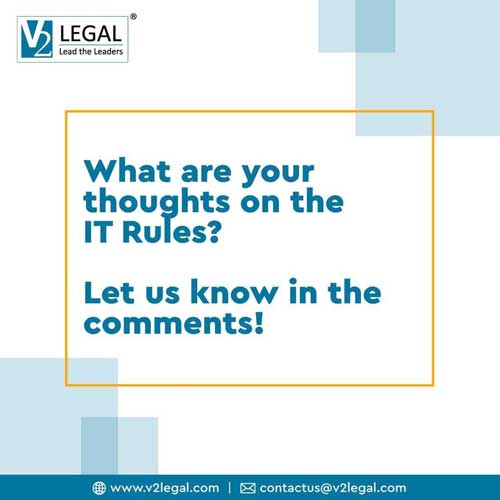 V2 LEGAL ®
Lead the Leaders
What are your
thoughts on the
IT Rules?
Let us know in the
comments!
www.v2legal.com | contactus@v2legal.com